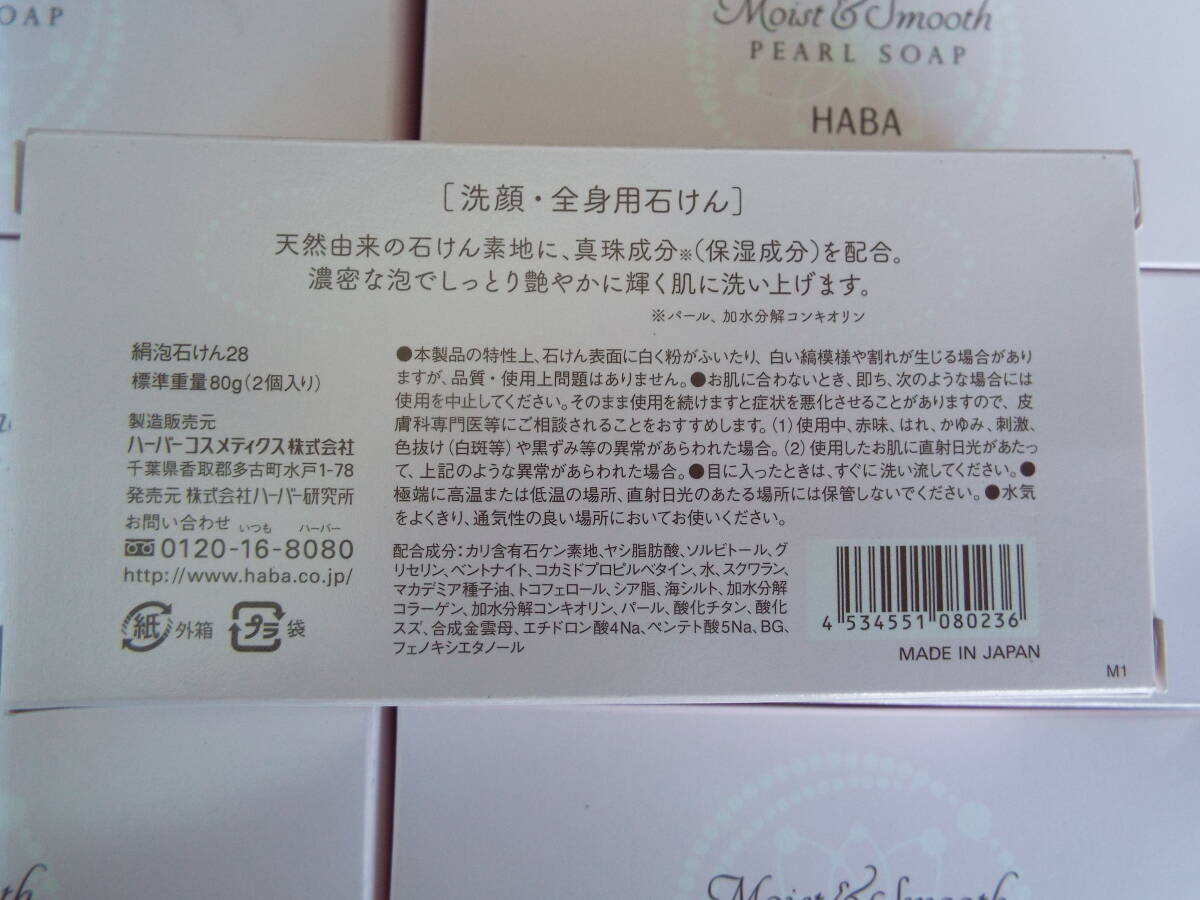 OAP
Moist & Smooth
PEARL SOAP
HABA
［洗顔・全身用石けん］
天然由来の石けん素地に、真珠成分※（保湿成分）を配合。
濃密な泡でしっとり艶やかに輝く肌に洗い上げます。
※パール、加水分解コンキオリン
絹泡石けん28
標準重量80g（2個入り）
製造販売元
ハーバーコスメティクス株式会社
千葉県香取郡多古町水戸1-78
発売元 株式会社ハーバー研究所
お問い合わせ いつも ハーバー
0120-16-8080
http://www.haba.co.jp/
紙 外箱 プラ 袋
●本製品の特性上、石けん表面に白く粉がふいたり、白い縞模様や割れが生じる場合があり
ますが、品質・使用上問題はありません。●お肌に合わないとき、即ち、次のような場合には
使用を中止してください。そのまま使用を続けますと症状を悪化させることがありますので、皮
膚科専門医等にご相談されることをおすすめします。（1）使用中、赤味、はれ、かゆみ、刺激、
色抜け（白斑等）や黒ずみ等の異常があらわれた場合。（2）使用したお肌に直射日光があたっ
て、上記のような異常があらわれた場合。●目に入ったときは、すぐに洗い流してください。●
極端に高温または低温の場所、直射日光のあたる場所には保管しないでください。●水気
をよくきり、通気性の良い場所においてお使いください。
配合成分：カリ含有石ケン素地、ヤシ脂肪酸、ソルビトール、グ
リセリン、ベントナイト、コカミドプロピルベタイン、水、スクワラン、
マカデミア種子油、トコフェロール、シア脂、海シルト、加水分解
コラーゲン、加水分解コンキオリン、パール、酸化チタン、酸化
スズ、合成金雲母、エチドロン酸4Na、ペンテト酸5Na、BG、
フェノキシエタノール
4 534551 080236
MADE IN JAPAN
M1
th
Moist & Smooth